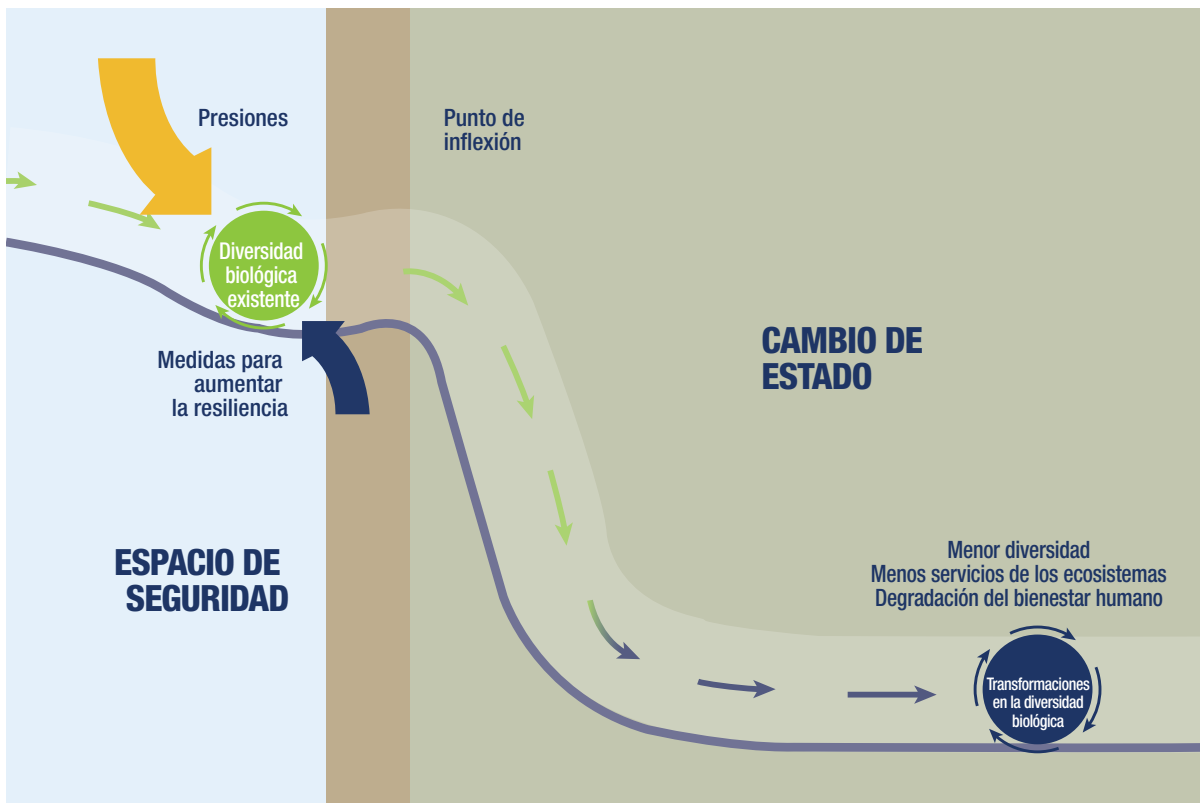 Presiones
Punto de
inflexión
Diversidad
biológica
existente
Medidas para
aumentar
la resiliencia
CAMBIO DE
ESTADO
ESPACIO DE
SEGURIDAD
Menor diversidad
Menos servicios de los ecosistemas
Degradación del bienestar humano
Transformaciones
en la diversidad
biológica